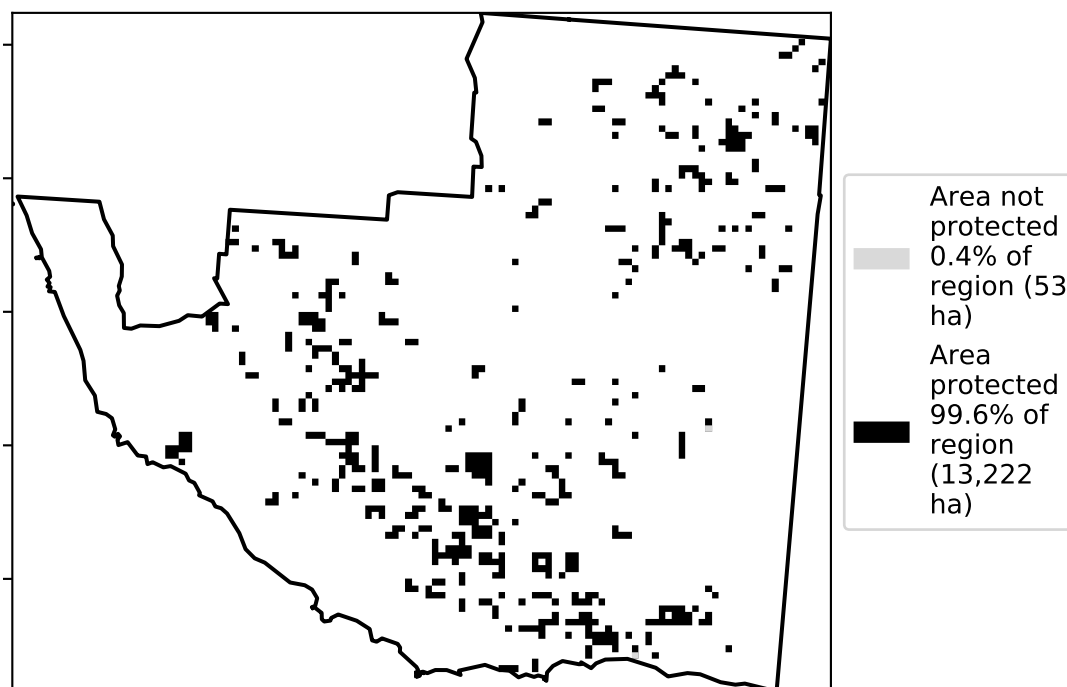 Area not
protected
0.4% of
region (53
ha)
Area
protected
99.6% of
region
(13,222
ha)